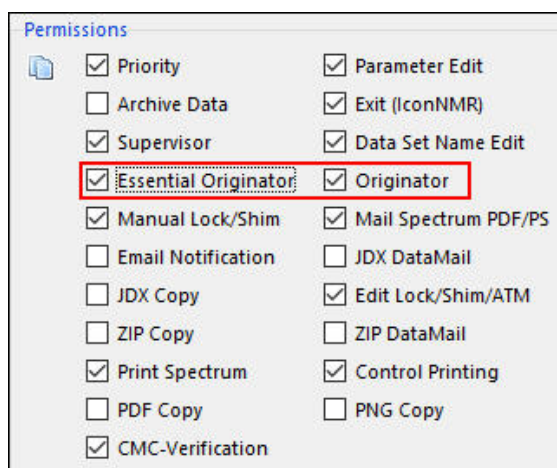 Permissions
Priority
Parameter Edit
Archive Data
Exit (IconNMR)
Supervisor
Data Set Name Edit
Essential Originator
Originator
Manual Lock/Shim
Mail Spectrum PDF/PS
Email Notification
JDX DataMail
JDX Copy
Edit Lock/Shim/ATM
ZIP Copy
ZIP DataMail
Print Spectrum
Control Printing
PDF Copy
PNG Copy
CMC-Verification